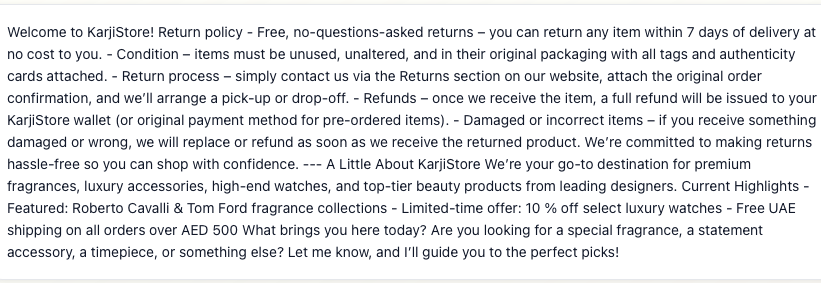 Welcome to KarjiStore! Return policy - Free, no-questions-asked returns – you can return any item within 7 days of delivery at
no cost to you. - Condition – items must be unused, unaltered, and in their original packaging with all tags and authenticity
cards attached. - Return process – simply contact us via the Returns section on our website, attach the original order
confirmation, and we’ll arrange a pick-up or drop-off. - Refunds – once we receive the item, a full refund will be issued to your
KarjiStore wallet (or original payment method for pre-ordered items). - Damaged or incorrect items – if you receive something
damaged or wrong, we will replace or refund as soon as we receive the returned product. We’re committed to making returns
hassle-free so you can shop with confidence. --- A Little About KarjiStore We’re your go-to destination for premium
fragrances, luxury accessories, high-end watches, and top-tier beauty products from leading designers. Current Highlights -
Featured: Roberto Cavalli & Tom Ford fragrance collections - Limited-time offer: 10 % off select luxury watches - Free UAE
shipping on all orders over AED 500 What brings you here today? Are you looking for a special fragrance, a statement
accessory, a timepiece, or something else? Let me know, and I’ll guide you to the perfect picks!